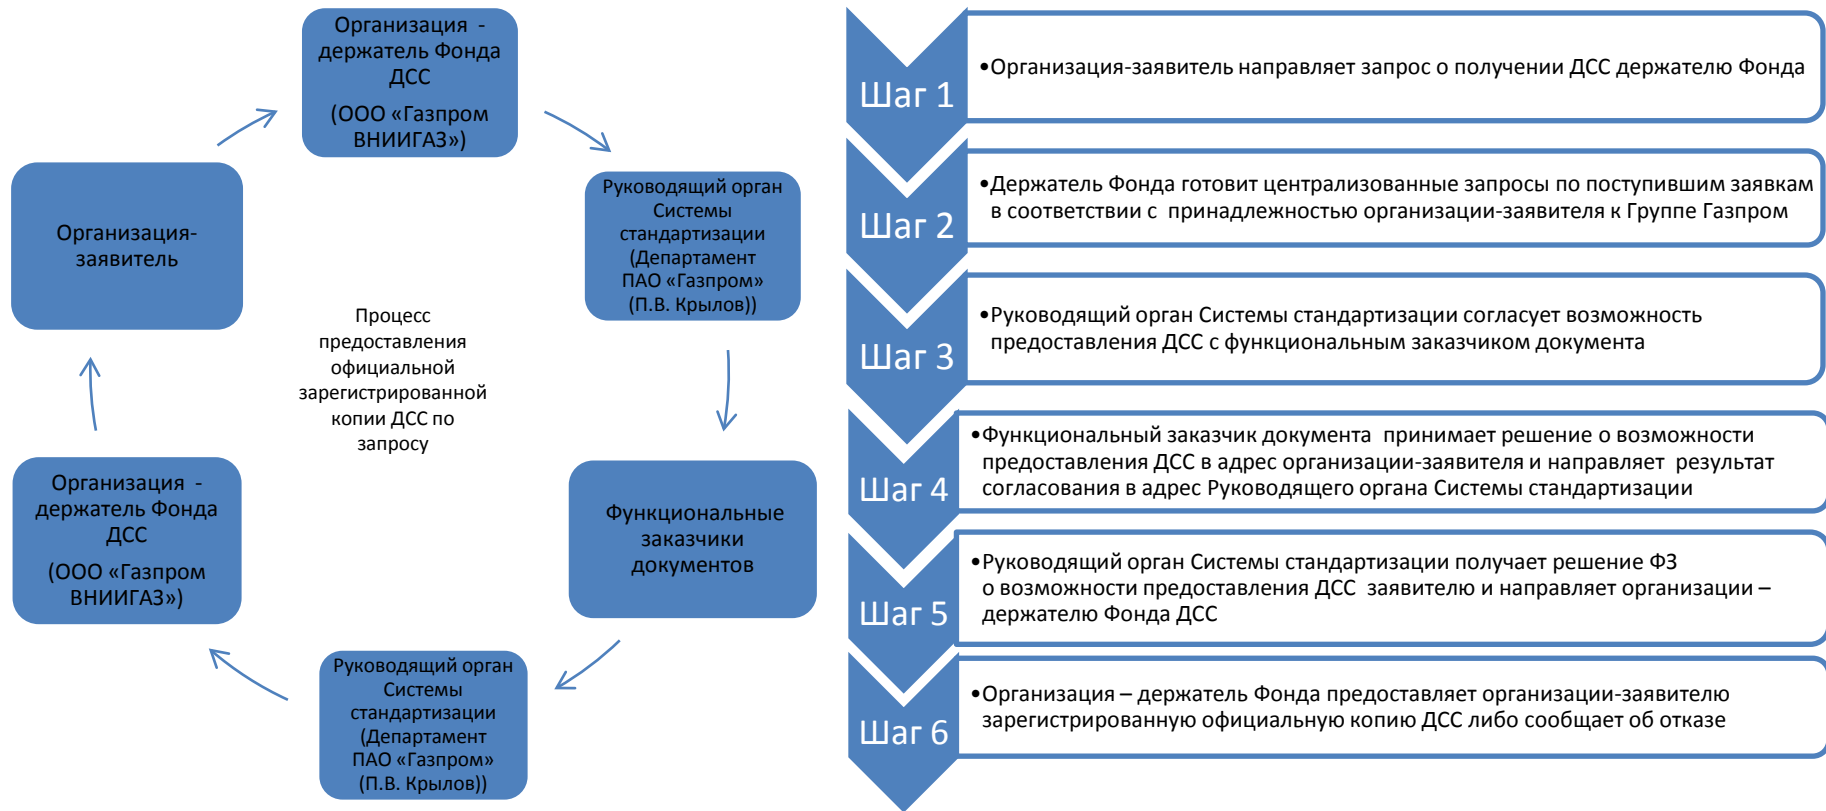 Организация -
держатель Фонда
ДСС
(ООО «Газпром
ВНИИГАЗ»)
Руководящий орган
Системы
стандартизации
(Департамент
ПАО «Газпром»
(П.В. Крылов))
Функциональные
заказчики
документов
Руководящий орган
Системы
стандартизации
(Департамент
ПАО «Газпром»
(П.В. Крылов))
Организация -
держатель Фонда
ДСС
(ООО «Газпром
ВНИИГАЗ»)
Организация-
заявитель
Процесс
предоставления
официальной
зарегистрированной
копии ДСС по
запросу
Шаг 1
•Организация-заявитель направляет запрос о получении ДСС держателю Фонда
Шаг 2
•Держатель Фонда готовит централизованные запросы по поступившим заявкам
в соответствии с принадлежностью организации-заявителя к Группе Газпром
Шаг 3
•Руководящий орган Системы стандартизации согласует возможность
предоставления ДСС с функциональным заказчиком документа
Шаг 4
•Функциональный заказчик документа принимает решение о возможности
предоставления ДСС в адрес организации-заявителя и направляет результат
согласования в адрес Руководящего органа Системы стандартизации
Шаг 5
•Руководящий орган Системы стандартизации получает решение ФЗ
о возможности предоставления ДСС заявителю и направляет организации –
держателю Фонда ДСС
Шаг 6
•Организация – держатель Фонда предоставляет организации-заявителю
зарегистрированную официальную копию ДСС либо сообщает об отказе